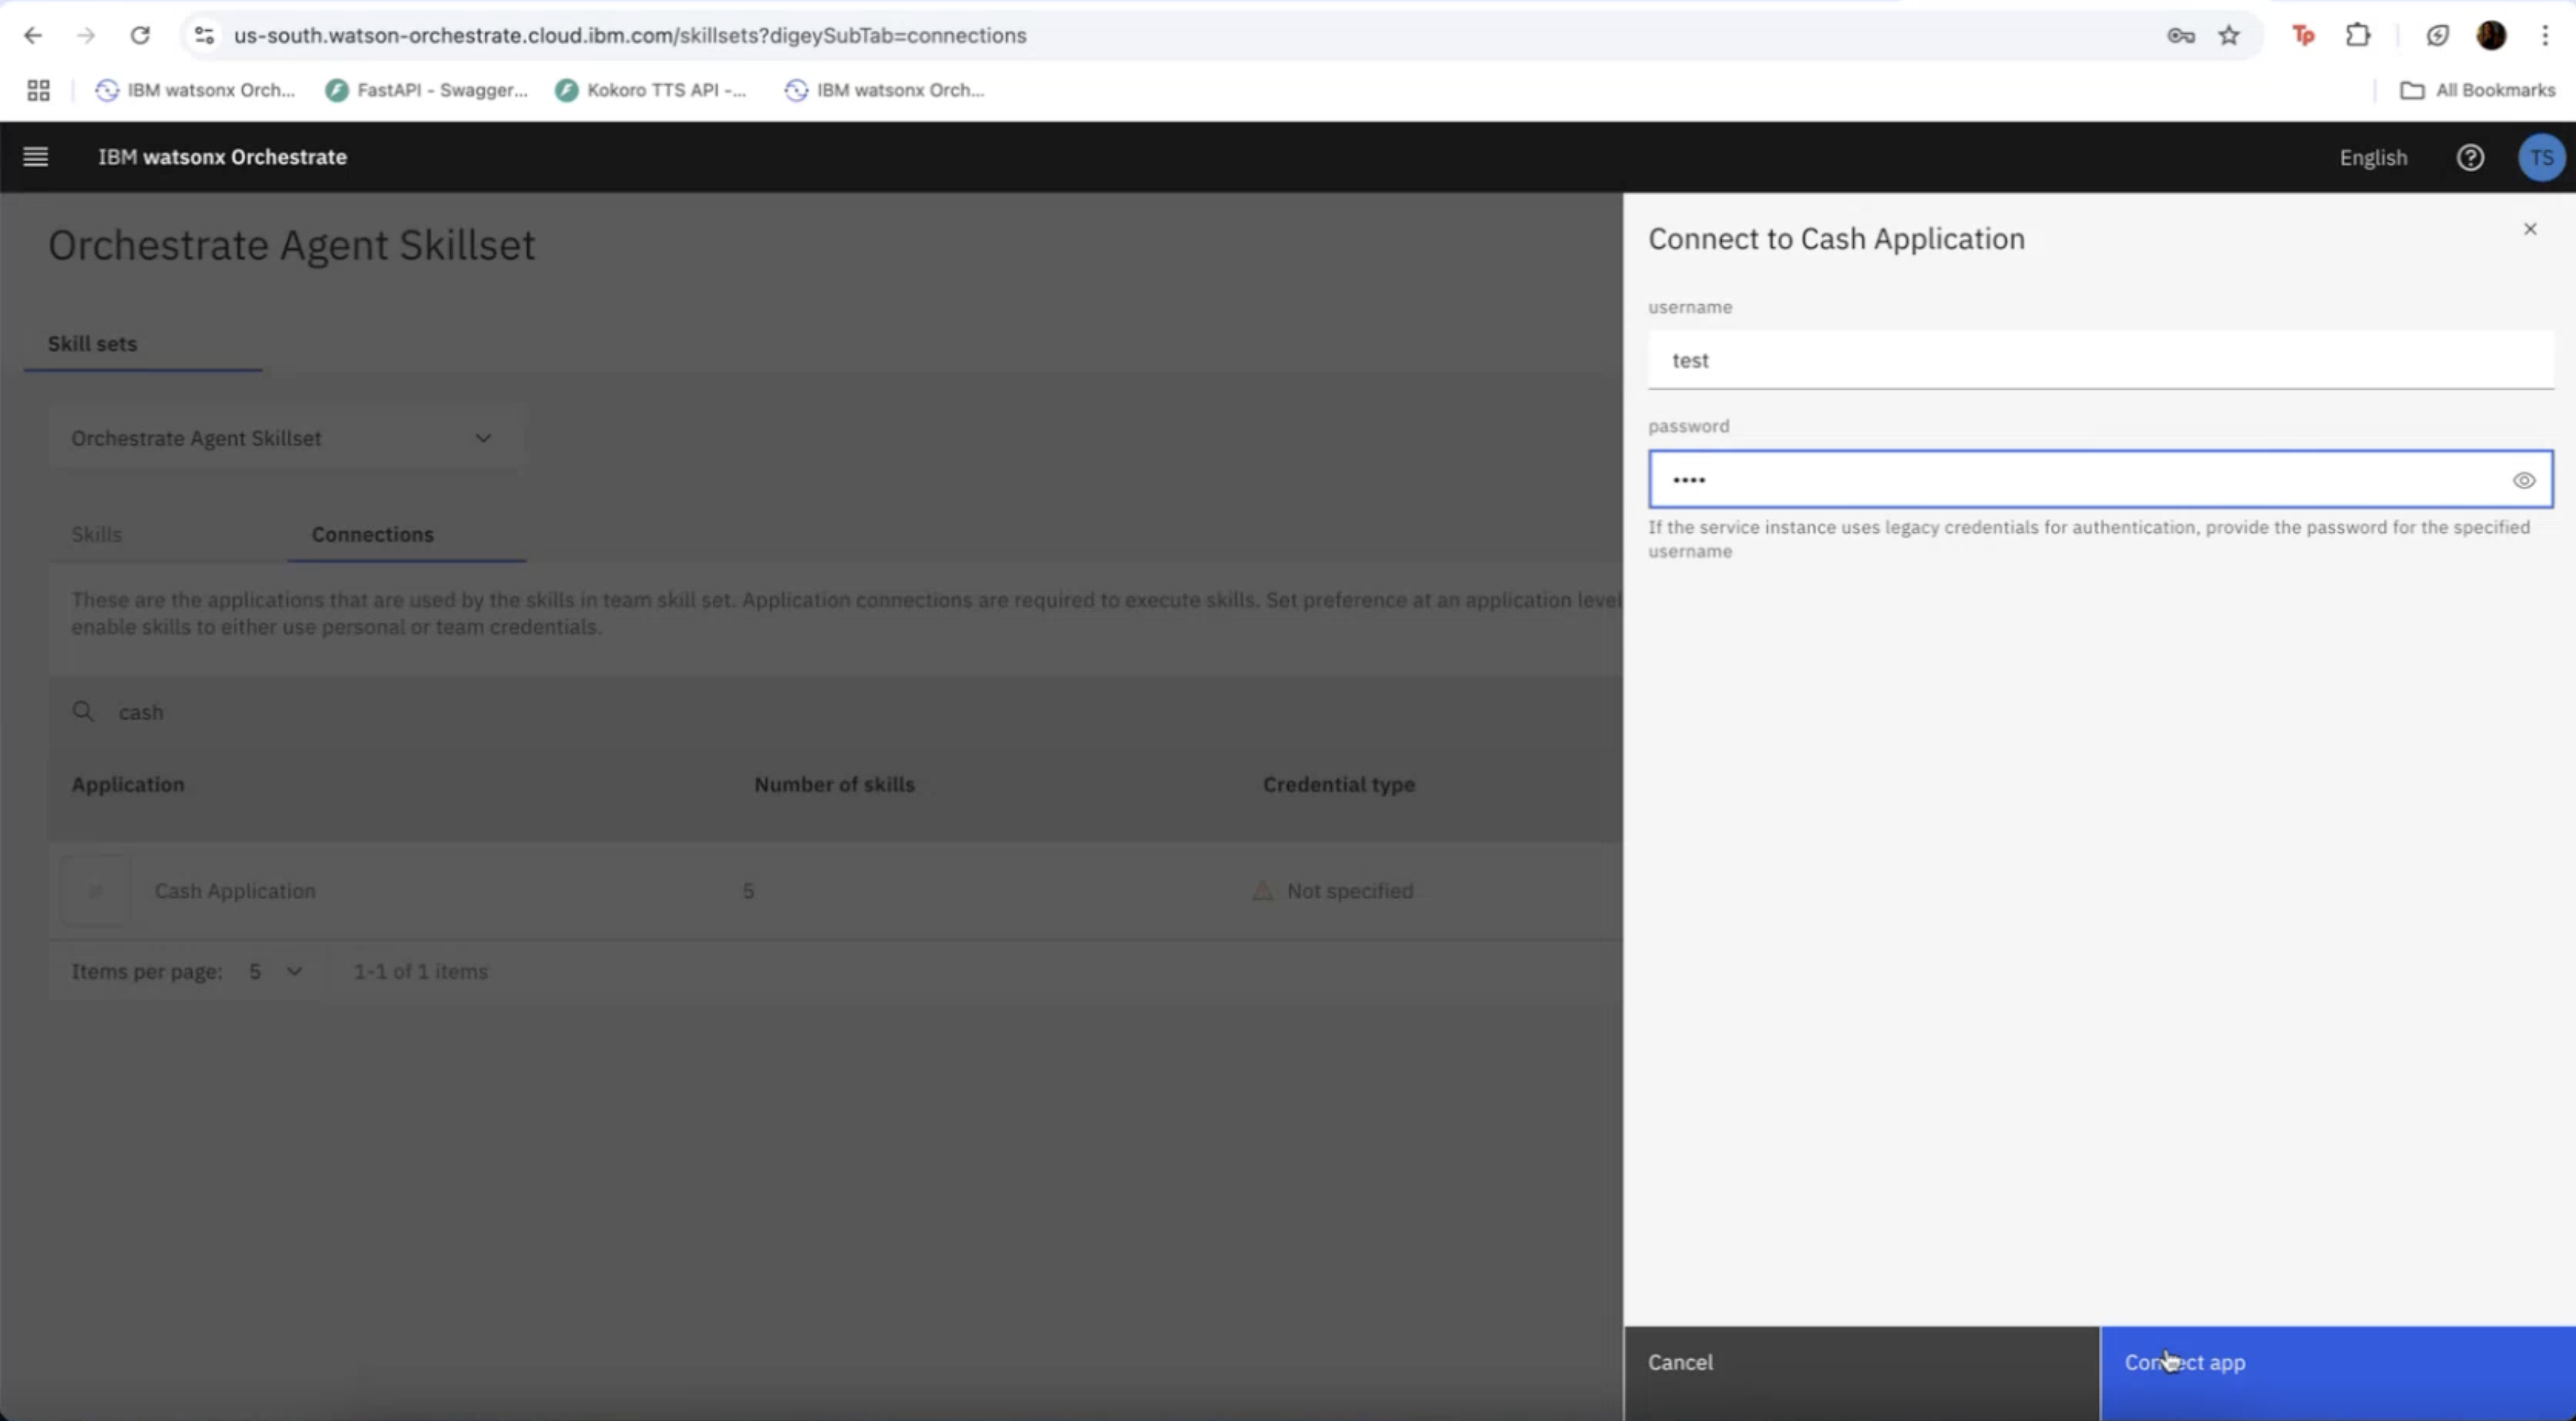 us-south.watson-orchestrate.cloud.ibm.com/skillsets?digeySubTab=connections
Tp
IBM watsonx Orch...
FastAPI - Swagger...
Kokoro TTS API -...
IBM watsonx Orch...
All Bookmarks
IBM watsonx Orchestrate
English
TS
Orchestrate Agent Skillset
Skill sets
Orchestrate Agent Skillset
Skills
Connections
These are the applications that are used by the skills in team skill set. Application connections are required to execute skills. Set preference at an application level
enable skills to either use personal or team credentials.
cash
Application
Number of skills
Credential type
Cash Application
5
Not specified
Items per page: 5
1-1 of 1 items
Connect to Cash Application
username
test
password
••••
If the service instance uses legacy credentials for authentication, provide the password for the specified
username
Cancel
Connect app